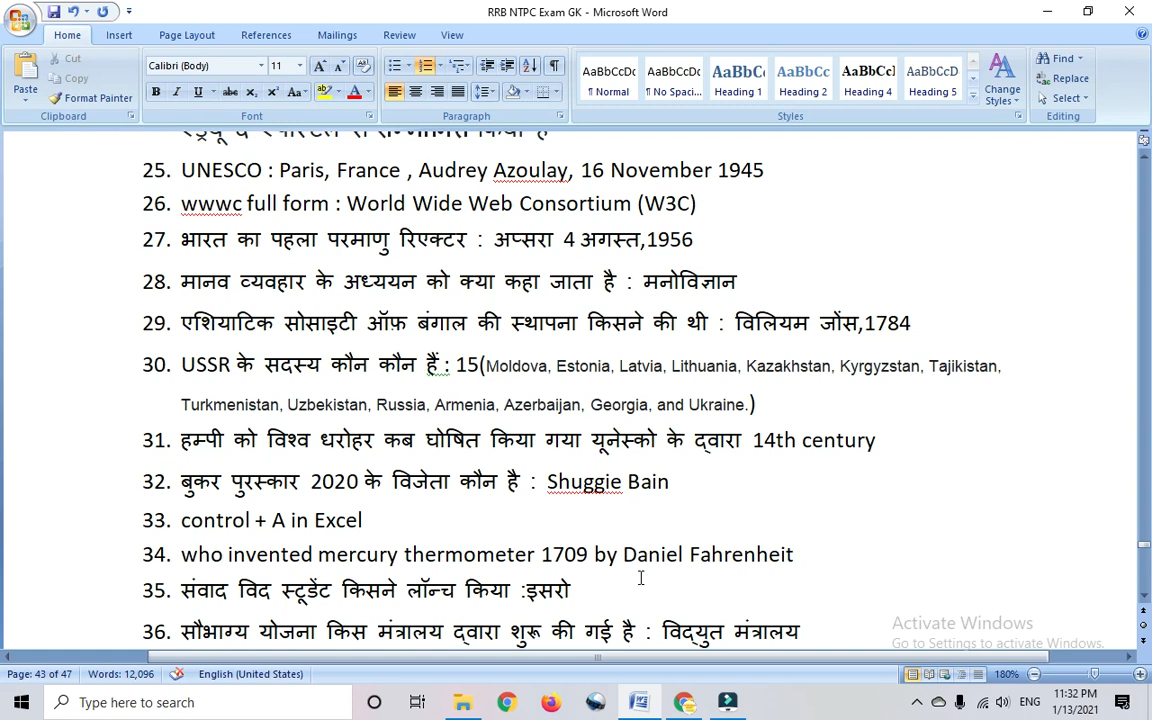 RRB NTPC Exam GK - Microsoft Word
Home Insert Page Layout References Mailings Review View
Paste
Cut
Copy
Format Painter
Clipboard
Calibri (Body) 11
Font
Paragraph
AaBbCcDc AaBbCcDc AaBbC AaBbCc AaBbCcI AaBbCcD
¶ Normal ¶ No Spaci... Heading 1 Heading 2 Heading 4 Heading 5
Change Styles
Styles
Find
Replace
Select
Editing
25. UNESCO : Paris, France , Audrey Azoulay, 16 November 1945
26. wwwc full form : World Wide Web Consortium (W3C)
27. भारत का पहला परमाणु रिएक्टर : अप्सरा 4 अगस्त,1956
28. मानव व्यवहार के अध्ययन को क्या कहा जाता है : मनोविज्ञान
29. एशियाटिक सोसाइटी ऑफ़ बंगाल की स्थापना किसने की थी : विलियम जोंस,1784
30. USSR के सदस्य कौन कौन हैं : 15(Moldova, Estonia, Latvia, Lithuania, Kazakhstan, Kyrgyzstan, Tajikistan,
Turkmenistan, Uzbekistan, Russia, Armenia, Azerbaijan, Georgia, and Ukraine.)
31. हम्पी को विश्व धरोहर कब घोषित किया गया यूनेस्को के द्वारा 14th century
32. बुकर पुरस्कार 2020 के विजेता कौन है : Shuggie Bain
33. control + A in Excel
34. who invented mercury thermometer 1709 by Daniel Fahrenheit
35. संवाद विद स्टूडेंट किसने लॉन्च किया :इसरो
36. सौभाग्य योजना किस मंत्रालय द्वारा शुरू की गई है : विद्युत मंत्रालय
Activate Windows
Go to Settings to activate Windows.
Page: 43 of 47 Words: 12,096 English (United States) 180%
Type here to search
ENG
11:32 PM
1/13/2021